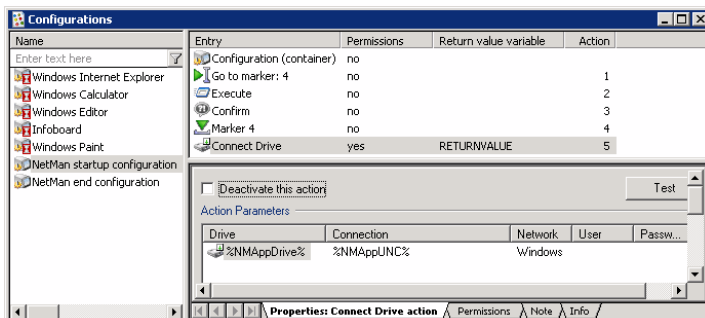 Configurations
Name
Enter text here
Windows Internet Explorer
Windows Calculator
Windows Editor
Infoboard
Windows Paint
NetMan startup configuration
NetMan end configuration
Entry Permissions Return value variable Action
Configuration (container) no
Go to marker: 4 no 1
Execute no 2
Confirm no 3
Marker 4 no 4
Connect Drive yes RETURNVALUE 5
Deactivate this action Test
Action Parameters
Drive Connection Network User Passw...
%NMAppDrive% %NMAppUNC% Windows
Properties: Connect Drive action Permissions Note Info